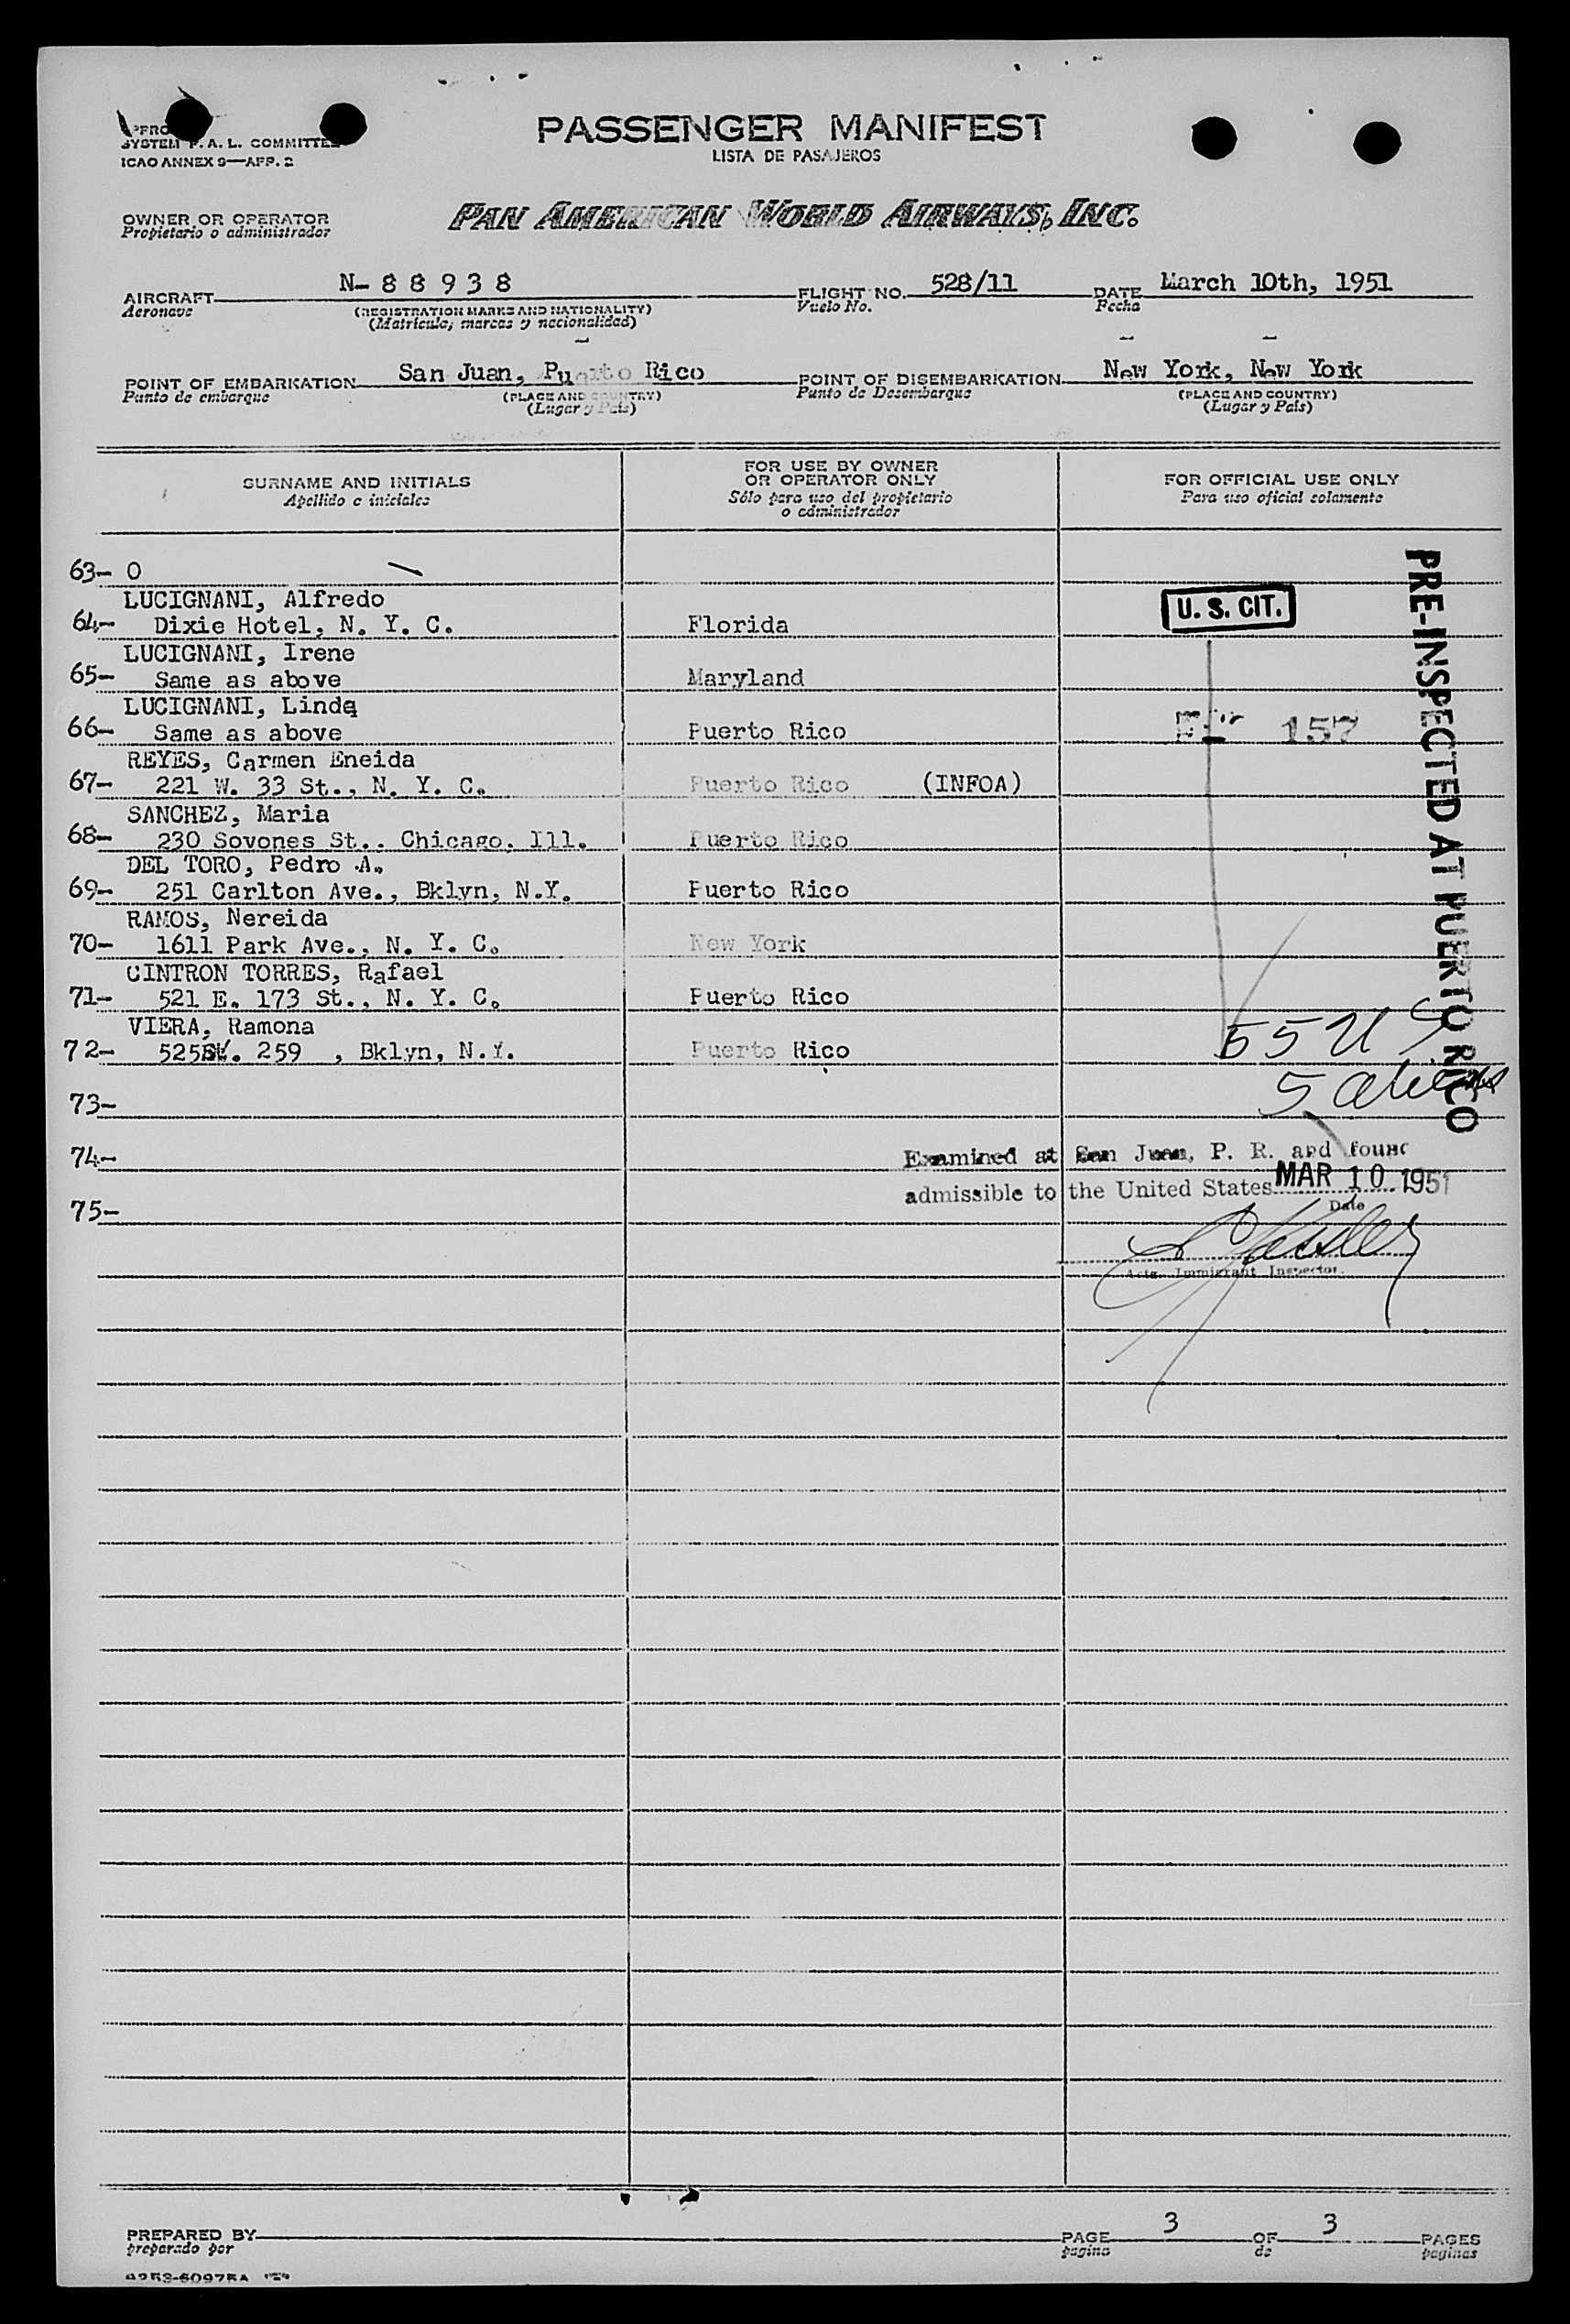 PASSENGER MANIFEST
LISTA DE PASAJEROS
SYSTEM F. A. L. COMMITTEE
ICAO ANNEX 9—APP. 2
OWNER OR OPERATOR
Propietario o administrador
PAN AMERICAN WORLD AIRWAYS, INC.
AIRCRAFT N-88938 FLIGHT NO. 528/11 DATE March 10th, 1951
Aeronave (REGISTRATION MARKS AND NATIONALITY) Vuelo No. Fecha
(Matricula, marcas y nacionalidad)
POINT OF EMBARKATION San Juan, Puerto Rico POINT OF DISEMBARKATION New York, New York
Punto de embarque (PLACE AND COUNTRY) Punto de Desembarque (PLACE AND COUNTRY)
(Lugar y País) (Lugar y País)
SURNAME AND INITIALS FOR USE BY OWNER OR OPERATOR ONLY FOR OFFICIAL USE ONLY
Apellido e iniciales Sólo para uso del propietario o administrador Para uso oficial solamente
63- O
LUCIGNANI, Alfredo
64- Dixie Hotel, N. Y. C. Florida U. S. CIT.
LUCIGNANI, Irene
65- Same as above Maryland
LUCIGNANI, Linda
66- Same as above Puerto Rico 157
REYES, Carmen Eneida
67- 221 W. 33 St., N. Y. C. Puerto Rico (INFOA)
SANCHEZ, Maria
68- 230 Sovones St., Chicago, Ill. Puerto Rico
DEL TORO, Pedro A.
69- 251 Carlton Ave., Bklyn, N.Y. Puerto Rico
RAMOS, Nereida
70- 1611 Park Ave., N. Y. C. New York
CINTRON TORRES, Rafael
71- 521 E. 173 St., N. Y. C. Puerto Rico
VIERA, Ramona
72- 259 , Bklyn, N.Y. Puerto Rico
55 U S
73- 5 aliens
PRE-INSPECTED AT PUERTO RICO
74-
Examined at San Juan, P. R. and found
admissible to the United States MAR 10 1951
75-
Date
Actg. Immigrant Inspector.
PREPARED BY PAGE 3 OF 3 PAGES
preparado por pagina de paginas